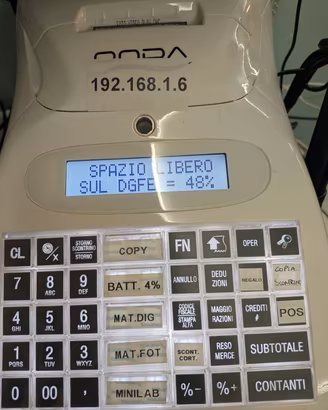 ONDA
192.168.1.6
SPAZIO LIBERO
SUL DGFE = 48%
CL
%/x
STORNO
SCONTRINO
STORNO
COPY
FN
OPER
7
8 ABC
9 DEF
BATT. 4%
ANNULLO
DEDU
ZIONI
REGALO
COPIA
SCONTRINO
4 GHI
5 JKL
6 MNO
MAT.DIG
CODICE
FISCALE
STAMPA
ALFA
MAGGIO
RAZIONI
CREDITI
#
POS
1 PQRS
2 TUV
3 WXYZ
MAT.FOT
SCONT.
CORT.
RESO
MERCE
SUBTOTALE
0
00
,
MINILAB
%-
%+
CONTANTI